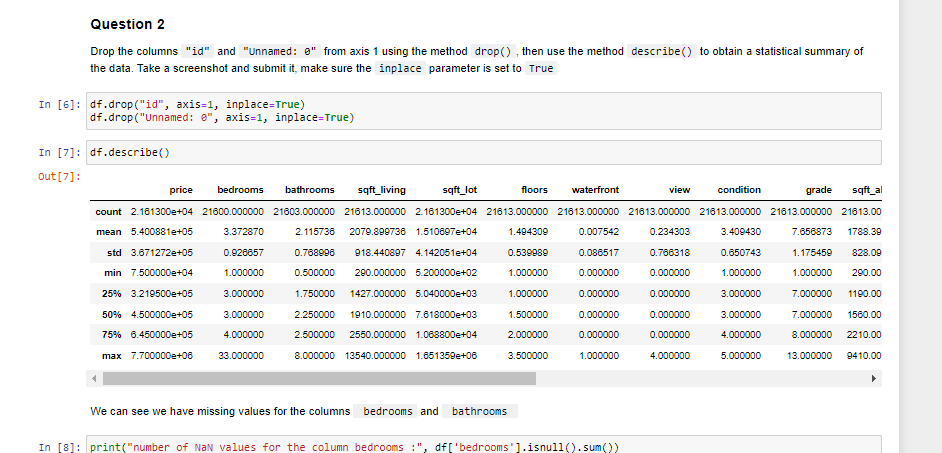 Question 2
Drop the columns "id" and "Unnamed: 0" from axis 1 using the method drop() , then use the method describe() to obtain a statistical summary of
the data. Take a screenshot and submit it, make sure the inplace parameter is set to True
In [6]: df.drop("id", axis=1, inplace=True)
df.drop("Unnamed: 0", axis=1, inplace=True)
In [7]: df.describe()
Out[7]:
price bedrooms bathrooms sqft_living sqft_lot floors waterfront view condition grade sqft_al
count 2.161300e+04 21600.000000 21603.000000 21613.000000 2.161300e+04 21613.000000 21613.000000 21613.000000 21613.000000 21613.000000 21613.00
mean 5.400881e+05 3.372870 2.115736 2079.899736 1.510697e+04 1.494309 0.007542 0.234303 3.409430 7.656873 1788.39
std 3.671272e+05 0.926657 0.768996 918.440897 4.142051e+04 0.539989 0.086517 0.766318 0.650743 1.175459 828.09
min 7.500000e+04 1.000000 0.500000 290.000000 5.200000e+02 1.000000 0.000000 0.000000 1.000000 1.000000 290.00
25% 3.219500e+05 3.000000 1.750000 1427.000000 5.040000e+03 1.000000 0.000000 0.000000 3.000000 7.000000 1190.00
50% 4.500000e+05 3.000000 2.250000 1910.000000 7.618000e+03 1.500000 0.000000 0.000000 3.000000 7.000000 1560.00
75% 6.450000e+05 4.000000 2.500000 2550.000000 1.068800e+04 2.000000 0.000000 0.000000 4.000000 8.000000 2210.00
max 7.700000e+06 33.000000 8.000000 13540.000000 1.651359e+06 3.500000 1.000000 4.000000 5.000000 13.000000 9410.00
We can see we have missing values for the columns bedrooms and bathrooms
In [8]: print("number of NaN values for the column bedrooms :", df['bedrooms'].isnull().sum())